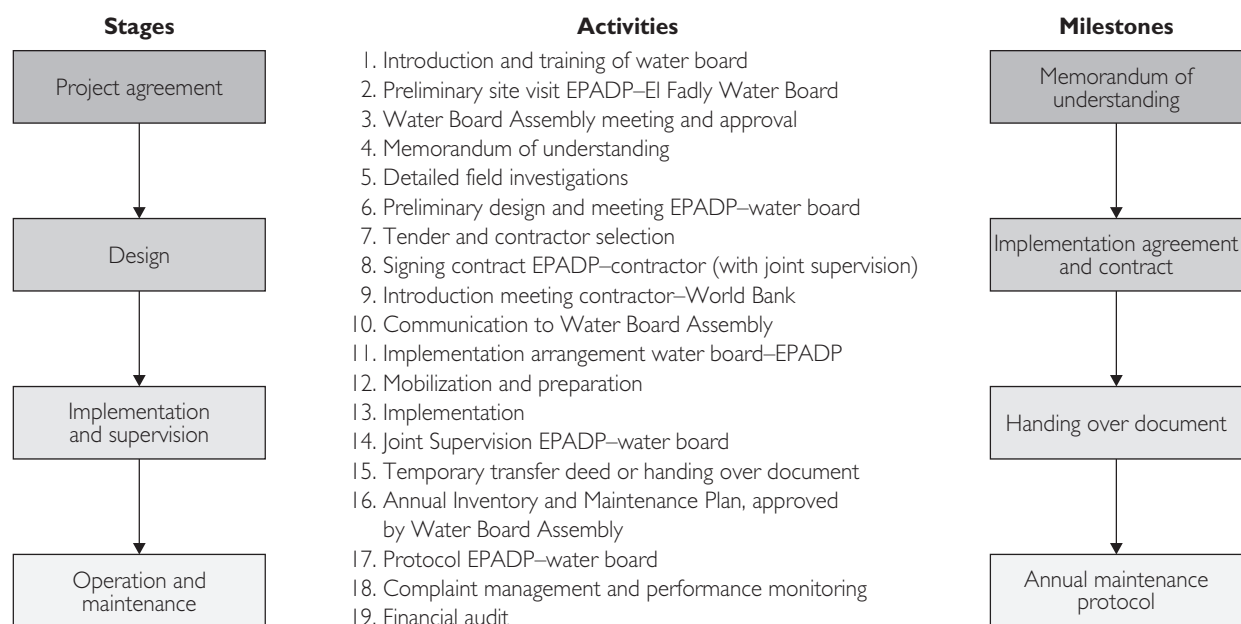 Stages
Project agreement
Design
Implementation
and supervision
Operation and
maintenance
Activities
1. Introduction and training of water board
2. Preliminary site visit EPADP–El Fadly Water Board
3. Water Board Assembly meeting and approval
4. Memorandum of understanding
5. Detailed field investigations
6. Preliminary design and meeting EPADP–water board
7. Tender and contractor selection
8. Signing contract EPADP–contractor (with joint supervision)
9. Introduction meeting contractor–World Bank
10. Communication to Water Board Assembly
11. Implementation arrangement water board–EPADP
12. Mobilization and preparation
13. Implementation
14. Joint Supervision EPADP–water board
15. Temporary transfer deed or handing over document
16. Annual Inventory and Maintenance Plan, approved
by Water Board Assembly
17. Protocol EPADP–water board
18. Complaint management and performance monitoring
19. Financial audit
Milestones
Memorandum of
understanding
Implementation agreement
and contract
Handing over document
Annual maintenance
protocol